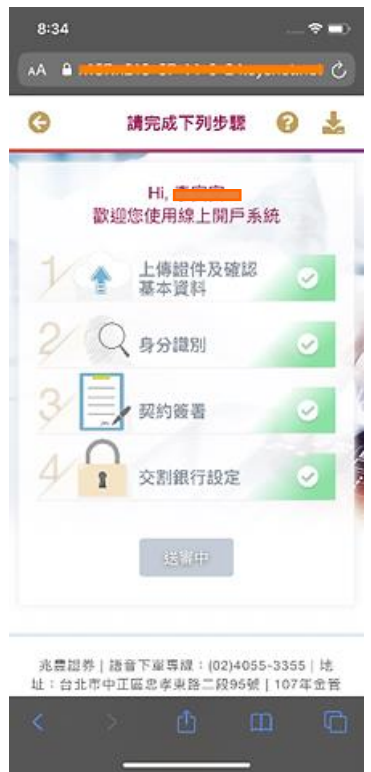 8:34
AA
請完成下列步驟
Hi,
歡迎您使用線上開戶系統
1/
上傳證件及確認
基本資料
2/
身分識別
3/
契約簽署
4/
交割銀行設定
送審中
兆豐證券 | 語音下單專線：(02)4055-3355 | 地
址：台北市中正區忠孝東路二段95號 | 107年金管